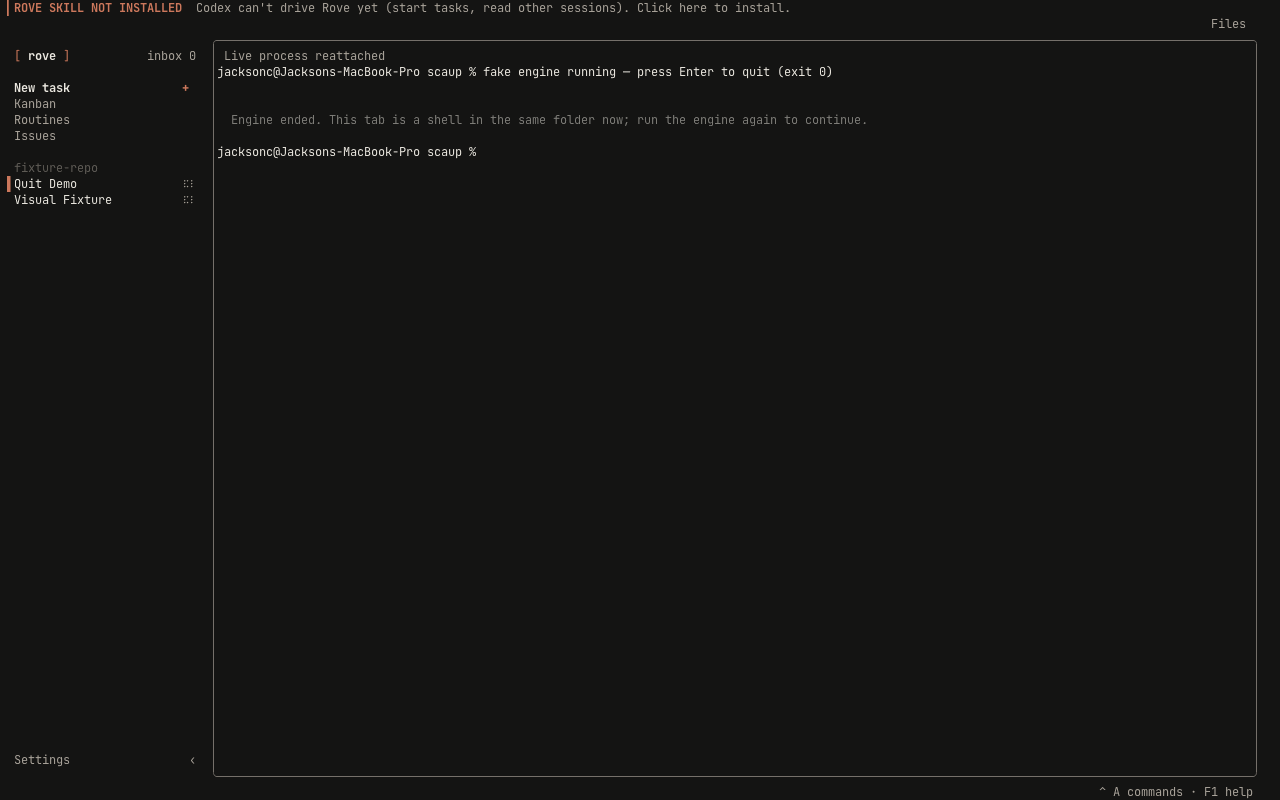 ROVE SKILL NOT INSTALLED Codex can't drive Rove yet (start tasks, read other sessions). Click here to install.
Files
[ rove ] inbox 0
New task +
Kanban
Routines
Issues
fixture-repo
Quit Demo
Visual Fixture
Settings ‹
Live process reattached
jacksonc@Jacksons-MacBook-Pro scaup % fake engine running — press Enter to quit (exit 0)
Engine ended. This tab is a shell in the same folder now; run the engine again to continue.
jacksonc@Jacksons-MacBook-Pro scaup %
^ A commands · F1 help